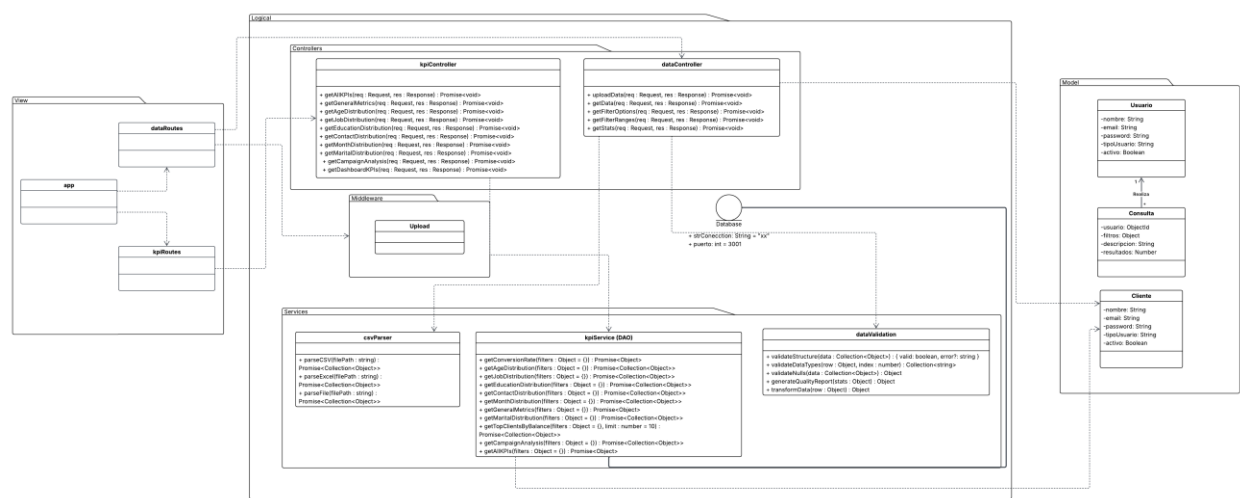 Logical
Controllers
kpiController
+ getAllKPIs(req : Request, res : Response) : Promise<void>
+ getGeneralMetrics(req : Request, res : Response) : Promise<void>
+ getAgeDistribution(req : Request, res : Response) : Promise<void>
+ getJobDistribution(req : Request, res : Response) : Promise<void>
+ getEducationDistribution(req : Request, res : Response) : Promise<void>
+ getContactDistribution(req : Request, res : Response) : Promise<void>
+ getMonthDistribution(req : Request, res : Response) : Promise<void>
+ getMaritalDistribution(req : Request, res : Response) : Promise<void>
+ getCampaignAnalysis(req : Request, res : Response) : Promise<void>
+ getDashboardKPIs(req : Request, res : Response) : Promise<void>
dataController
+ uploadData(req : Request, res : Response) : Promise<void>
+ getData(req : Request, res : Response) : Promise<void>
+ getFilterOptions(req : Request, res : Response) : Promise<void>
+ getFilterRanges(req : Request, res : Response) : Promise<void>
+ getStats(req : Request, res : Response) : Promise<void>
View
dataRoutes
app
kpiRoutes
Middleware
Upload
Database
+ strConecction: String = "xx"
+ puerto: int = 3001
Services
csvParser
+ parseCSV(filePath : string) :
Promise<Collection<Object>>
+ parseExcel(filePath : string) :
Promise<Collection<Object>>
+ parseFile(filePath : string) :
Promise<Collection<Object>>
kpiService (DAO)
+ getConversionRate(filters : Object = {}) : Promise<Object>
+ getAgeDistribution(filters : Object = {}) : Promise<Collection<Object>>
+ getJobDistribution(filters : Object = {}) : Promise<Collection<Object>>
+ getEducationDistribution(filters : Object = {}) : Promise<Collection<Object>>
+ getContactDistribution(filters : Object = {}) : Promise<Collection<Object>>
+ getMonthDistribution(filters : Object = {}) : Promise<Collection<Object>>
+ getGeneralMetrics(filters : Object = {}) : Promise<Object>
+ getMaritalDistribution(filters : Object = {}) : Promise<Collection<Object>>
+ getTopClientsByBalance(filters : Object = {}, limit : number = 10) :
Promise<Collection<Object>>
+ getCampaignAnalysis(filters : Object = {}) : Promise<Collection<Object>>
+ getAllKPIs(filters : Object = {}) : Promise<Object>
dataValidation
+ validateStructure(data : Collection<Object>) : { valid: boolean, error?: string }
+ validateDataTypes(row : Object, index : number) : Collection<string>
+ validateNulls(data : Collection<Object>) : Object
+ generateQualityReport(stats : Object) : Object
+ transformData(row : Object) : Object
Model
Usuario
-nombre: String
-email: String
-password: String
-tipoUsuario: String
-activo: Boolean
1
Realiza
*
Consulta
-usuario: ObjectId
-filtros: Object
-descripcion: String
-resultados: Number
Cliente
-nombre: String
-email: String
-password: String
-tipoUsuario: String
-activo: Boolean